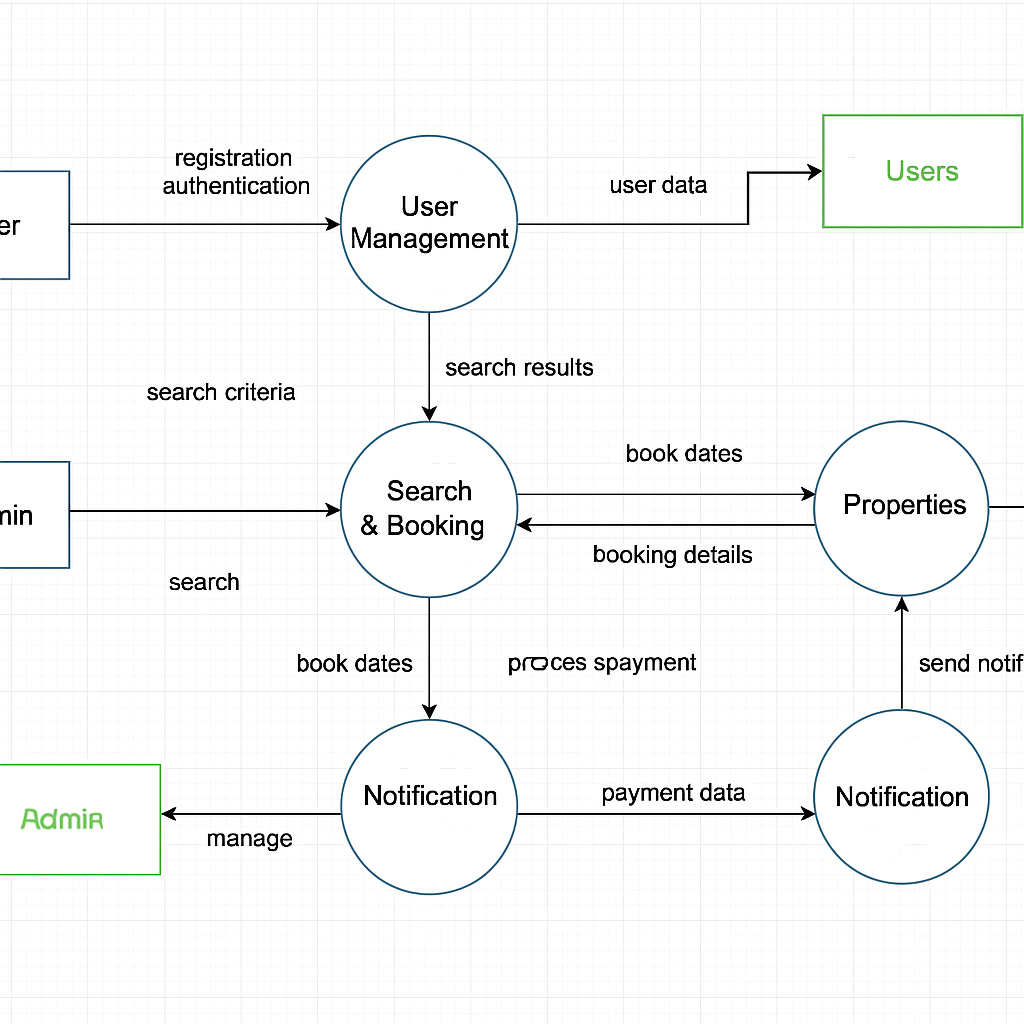 registration
authentication
er
User
Management
user data
Users
search criteria
search results
min
Search
& Booking
book dates
booking details
Properties
search
book dates
proces spayment
send notif
Admin
manage
Notification
payment data
Notification